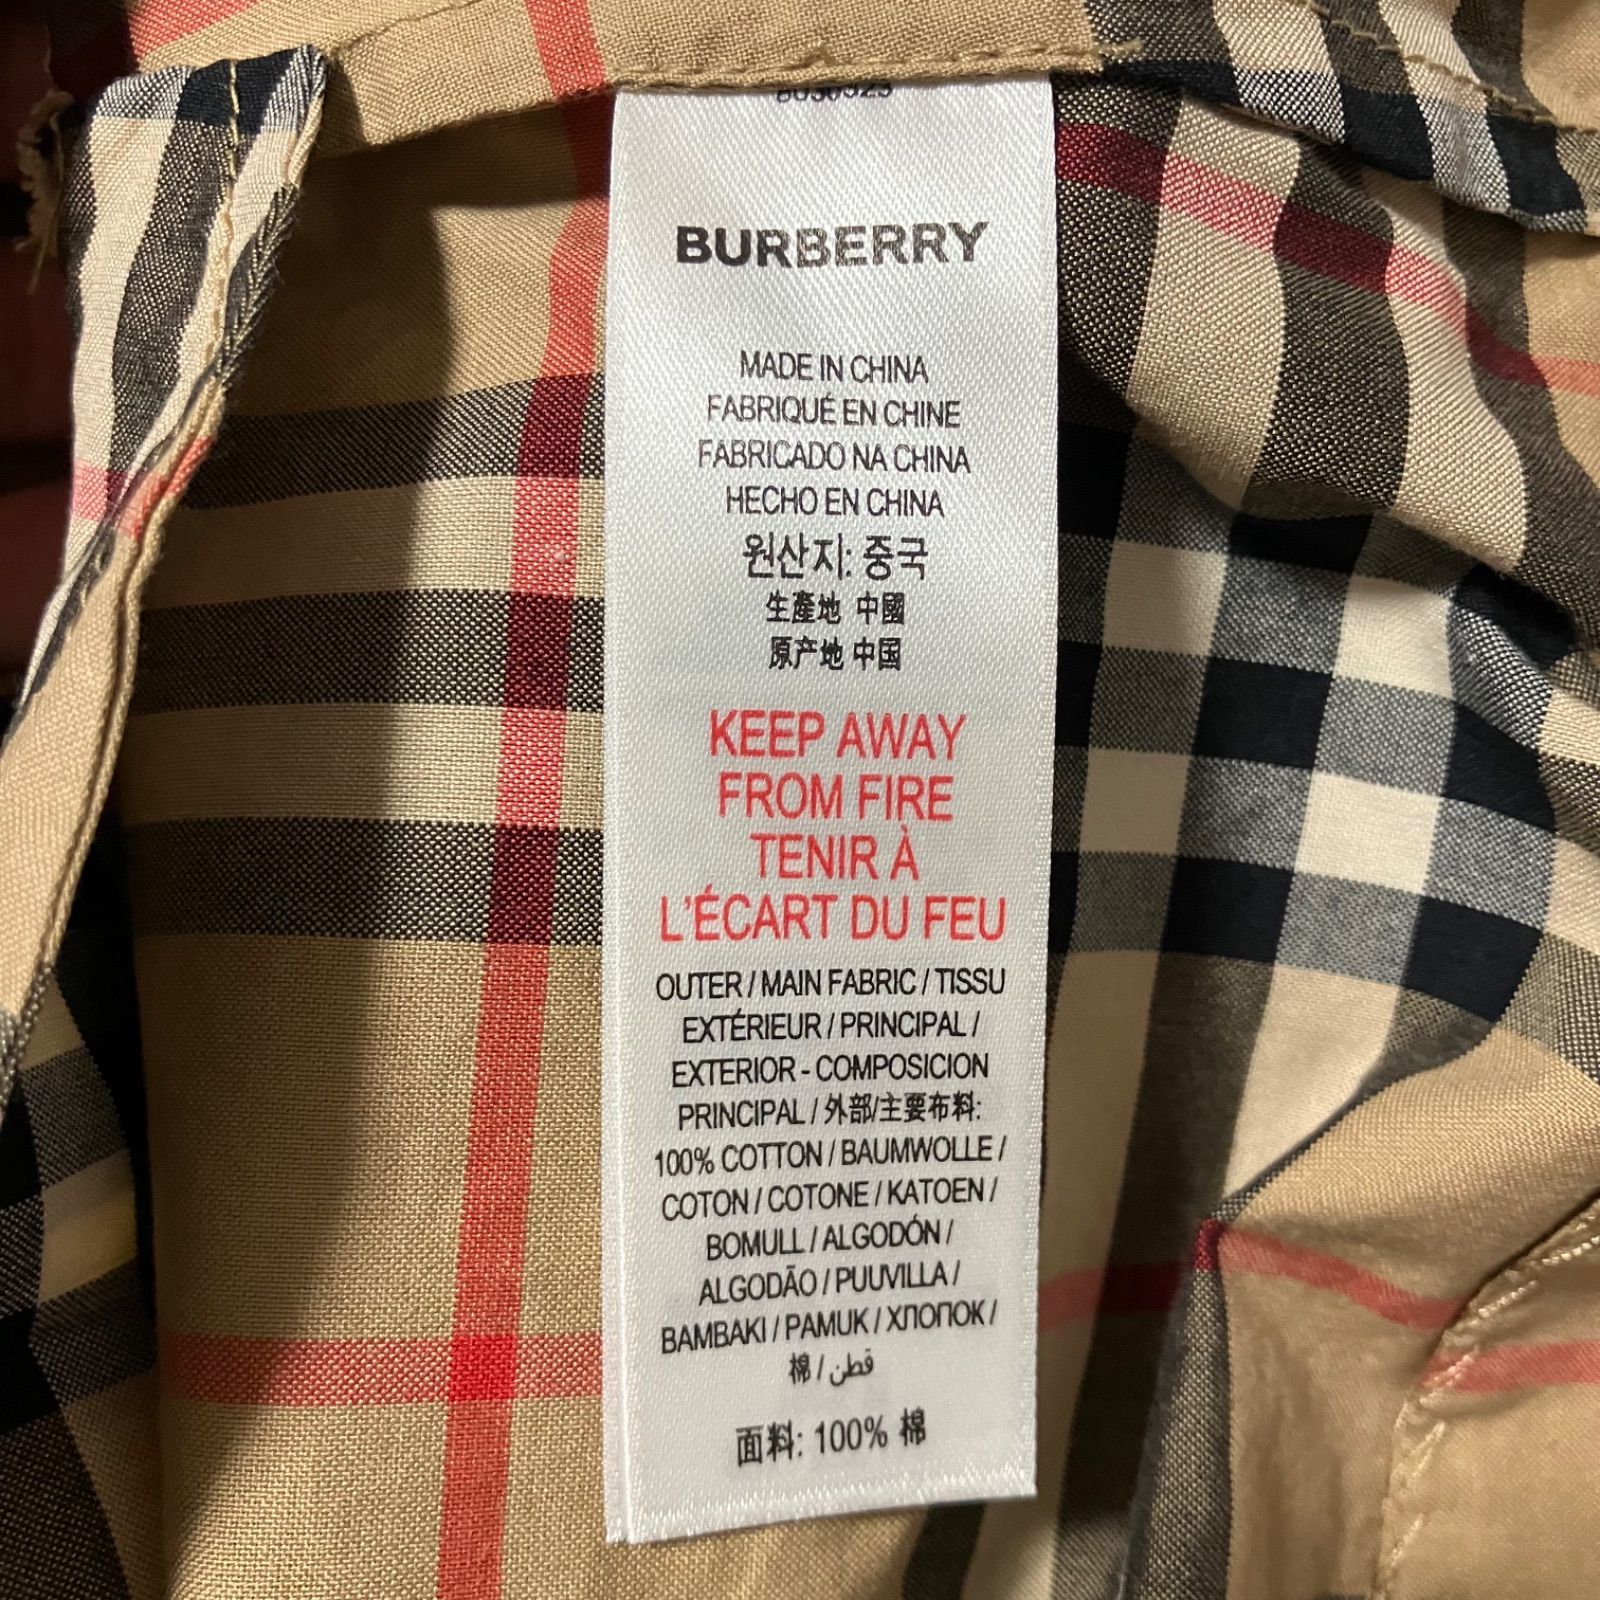 BURBERRY
MADE IN CHINA
FABRIQUÉ EN CHINE
FABRICADO NA CHINA
HECHO EN CHINA
원산지: 중국
生產地 中國
原产地 中国
KEEP AWAY
FROM FIRE
TENIR À
L'ÉCART DU FEU
OUTER / MAIN FABRIC / TISSU
EXTÉRIEUR / PRINCIPAL /
EXTERIOR - COMPOSICION
PRINCIPAL / 外部/主要布料:
100% COTTON / BAUMWOLLE /
COTON / COTONE / KATOEN /
BOMULL / ALGODÓN /
ALGODÃO / PUUVILLA /
BAMBAKI / PAMUK / ХЛОПОК /
棉 / قطن
面料: 100% 棉